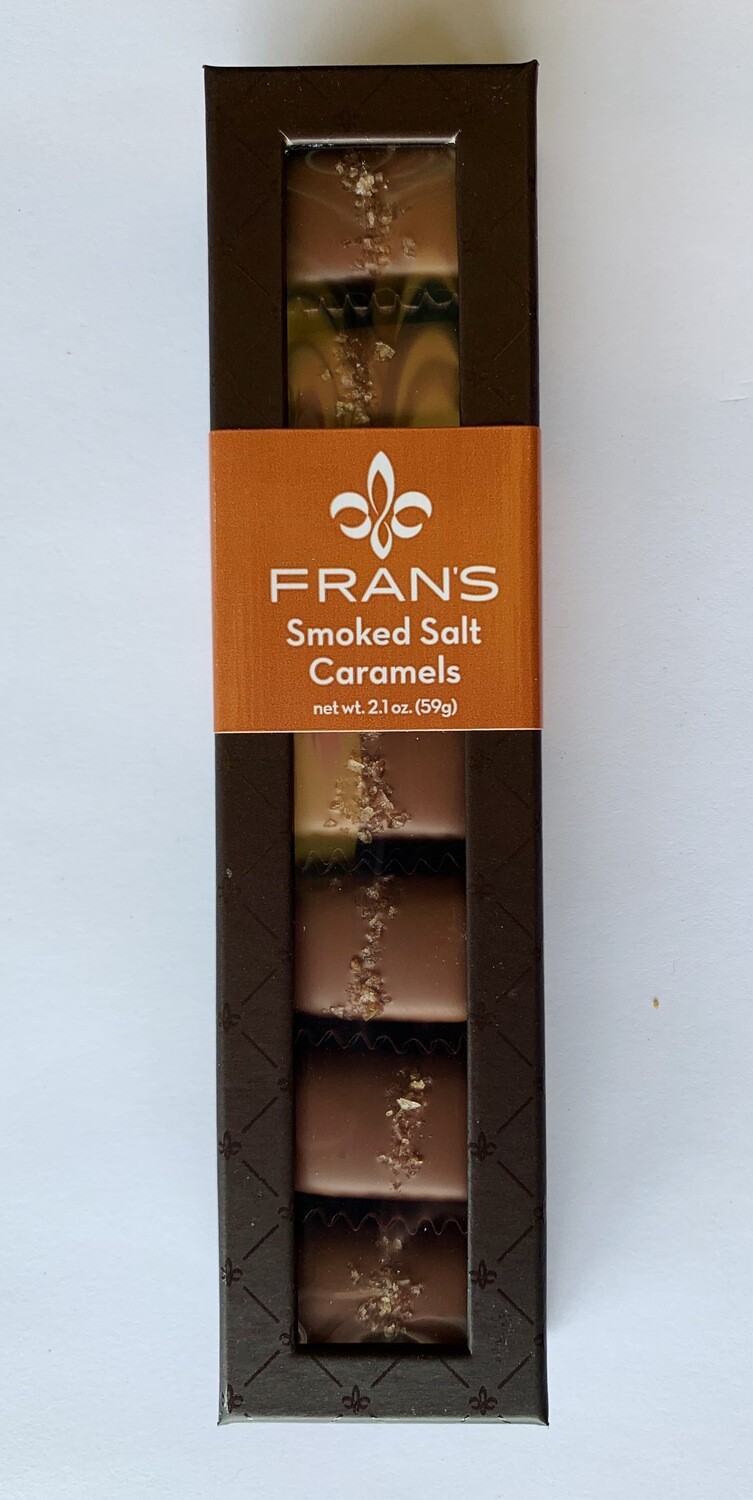 FRAN'S
Smoked Salt
Caramels
net wt. 2.1 oz. (59g)